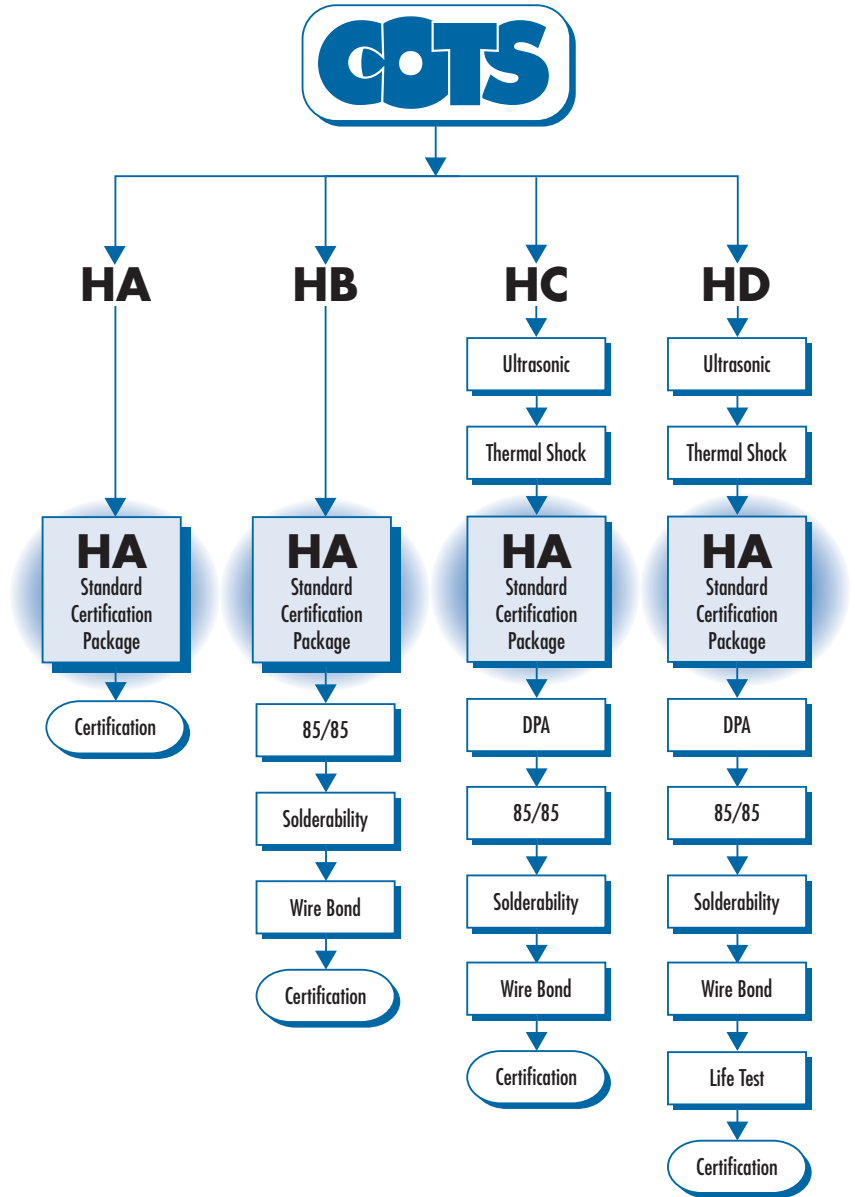 COTS
HA
HB
HC
HD
Ultrasonic
Ultrasonic
Thermal Shock
Thermal Shock
HA
Standard
Certification
Package
HA
Standard
Certification
Package
HA
Standard
Certification
Package
HA
Standard
Certification
Package
Certification
85/85
DPA
DPA
Solderability
85/85
85/85
Wire Bond
Solderability
Solderability
Certification
Wire Bond
Wire Bond
Certification
Life Test
Certification